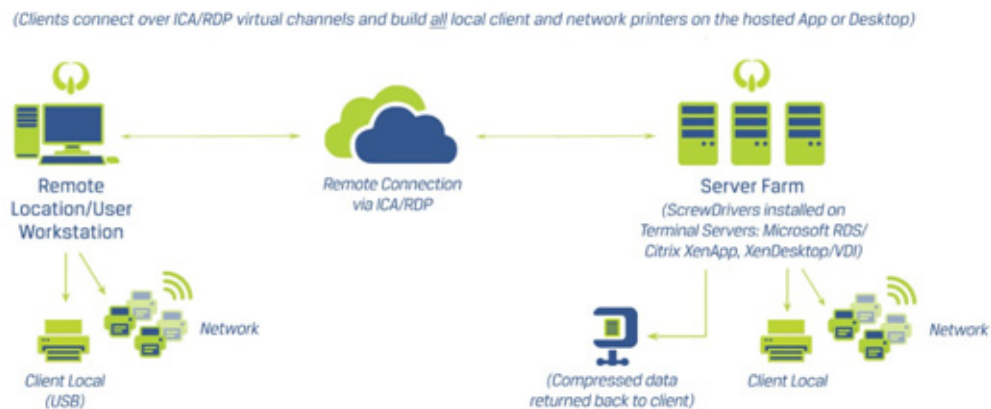 (Clients connect over ICA/RDP virtual channels and build all local client and network printers on the hosted App or Desktop)
Remote
Location/User
Workstation
Remote Connection
via ICA/RDP
Server Farm
(ScrewDrivers installed on
Terminal Servers: Microsoft RDS/
Citrix XenApp, XenDesktop/VDI)
Network
Client Local
(USB)
(Compressed data
returned back to client)
Client Local
Network